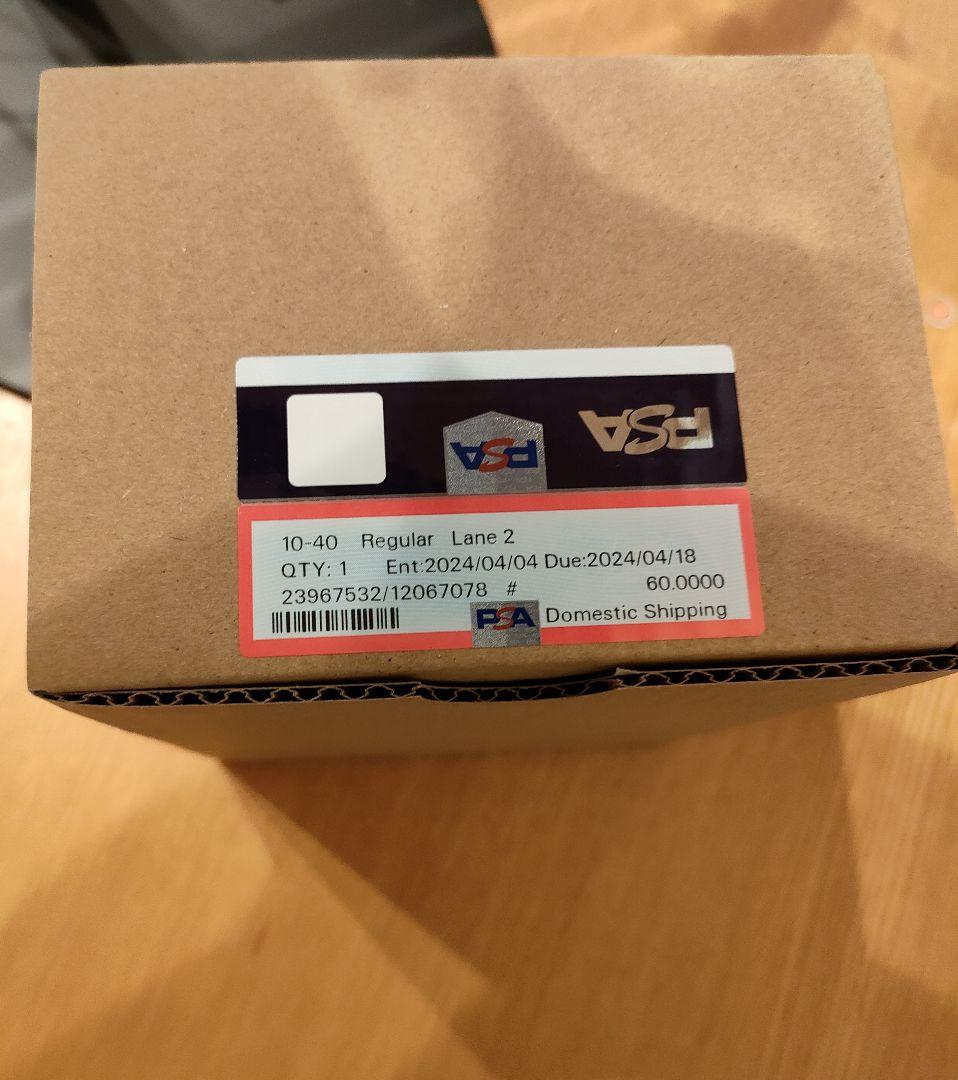 PSA PSA
10-40 Regular Lane 2
QTY: 1 Ent:2024/04/04 Due:2024/04/18
23967532/12067078 # 60.0000
PSA Domestic Shipping